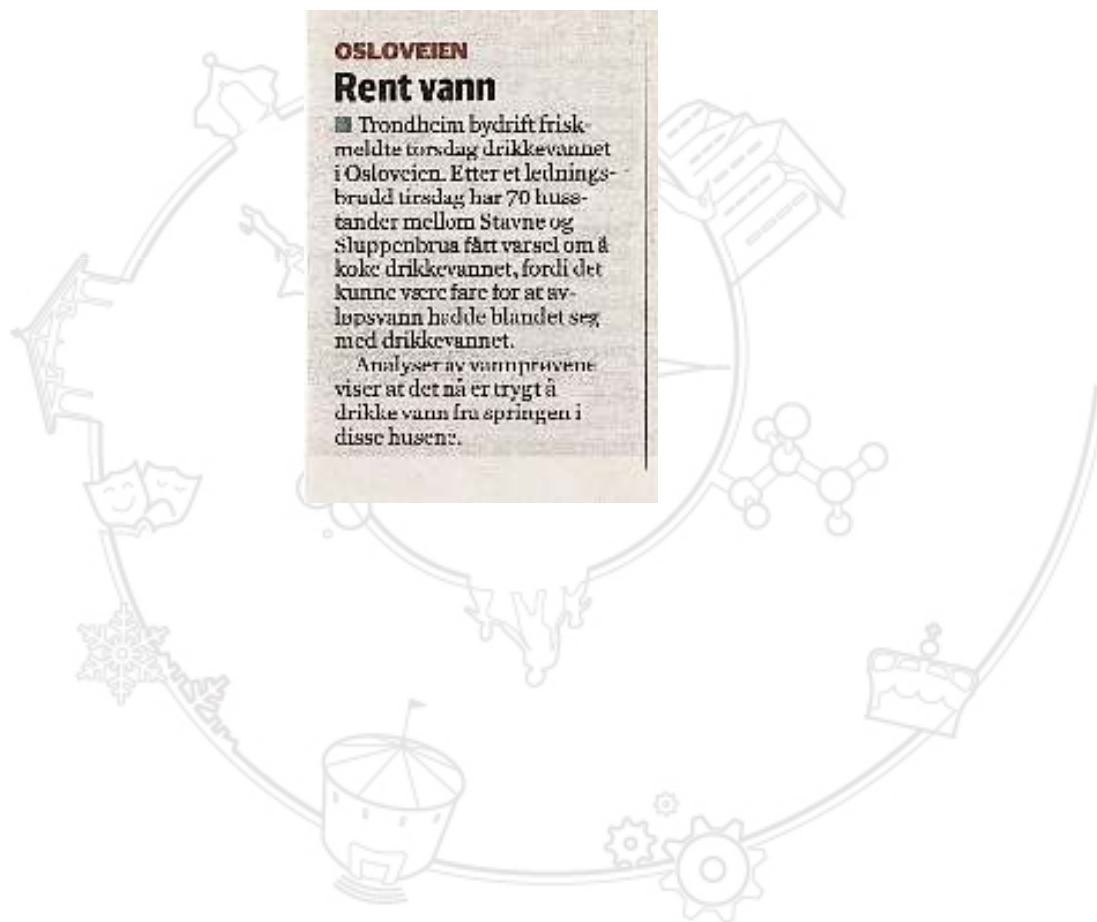 OSLOVEIEN
Rent vann
Trondheim bydrift frisk-
meldte torsdag drikkevannet
i Osloveien. Etter et lednings-
brudd tirsdag har 70 huss-
tander mellom Stavne og
Sluppenbrua fått varsel om å
koke drikkevannet, fordi det
kunne være fare for at av-
løpsvann hadde blandet seg
med drikkevannet.
Analyser av vannprøvene
viser at det nå er trygt å
drikke vann fra springen i
disse husene.